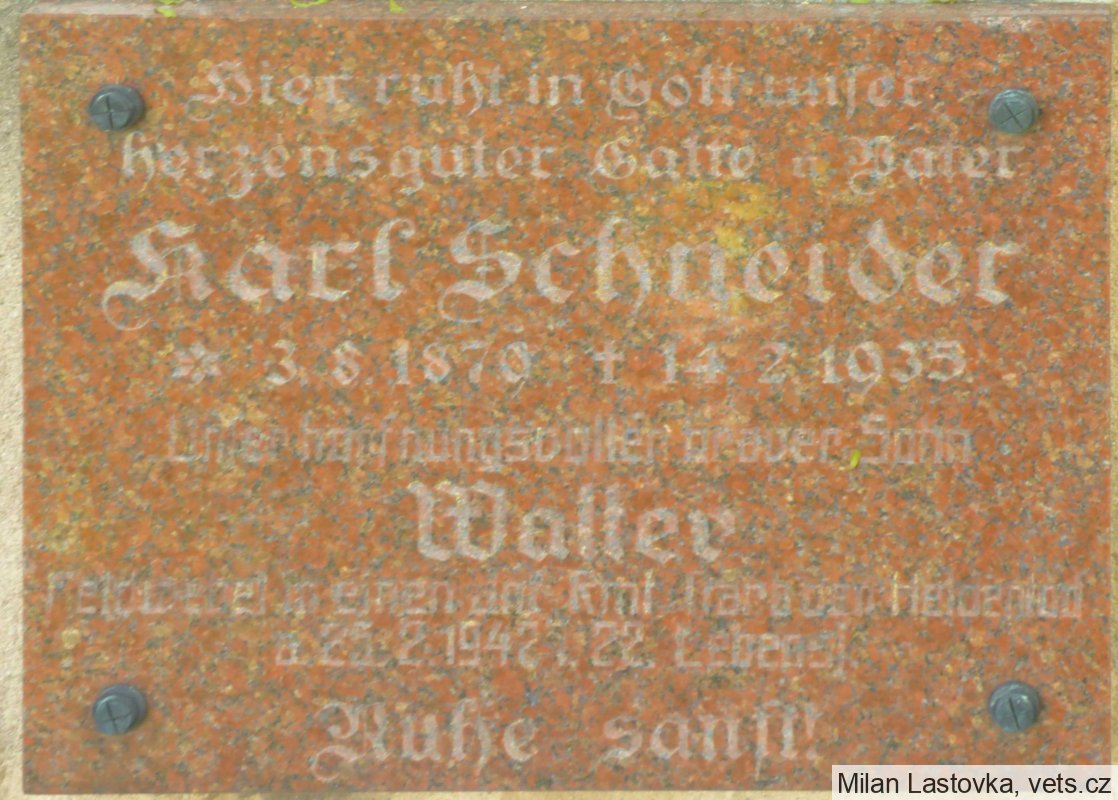 Hier ruht in Gott unser
herzensguter Gatte u Vater
Karl Schneider
* 3. 8. 1870 † 14. 2. 1935.
Unser hoffnungsvoller braver Sohn
Walter
Feldwebel in einem Inf. Rgt. starb den Heldentod
a. 25. 2. 1942 i. 22. Lebensj.
Ruhe sanft!
Milan Lastovka, vets.cz